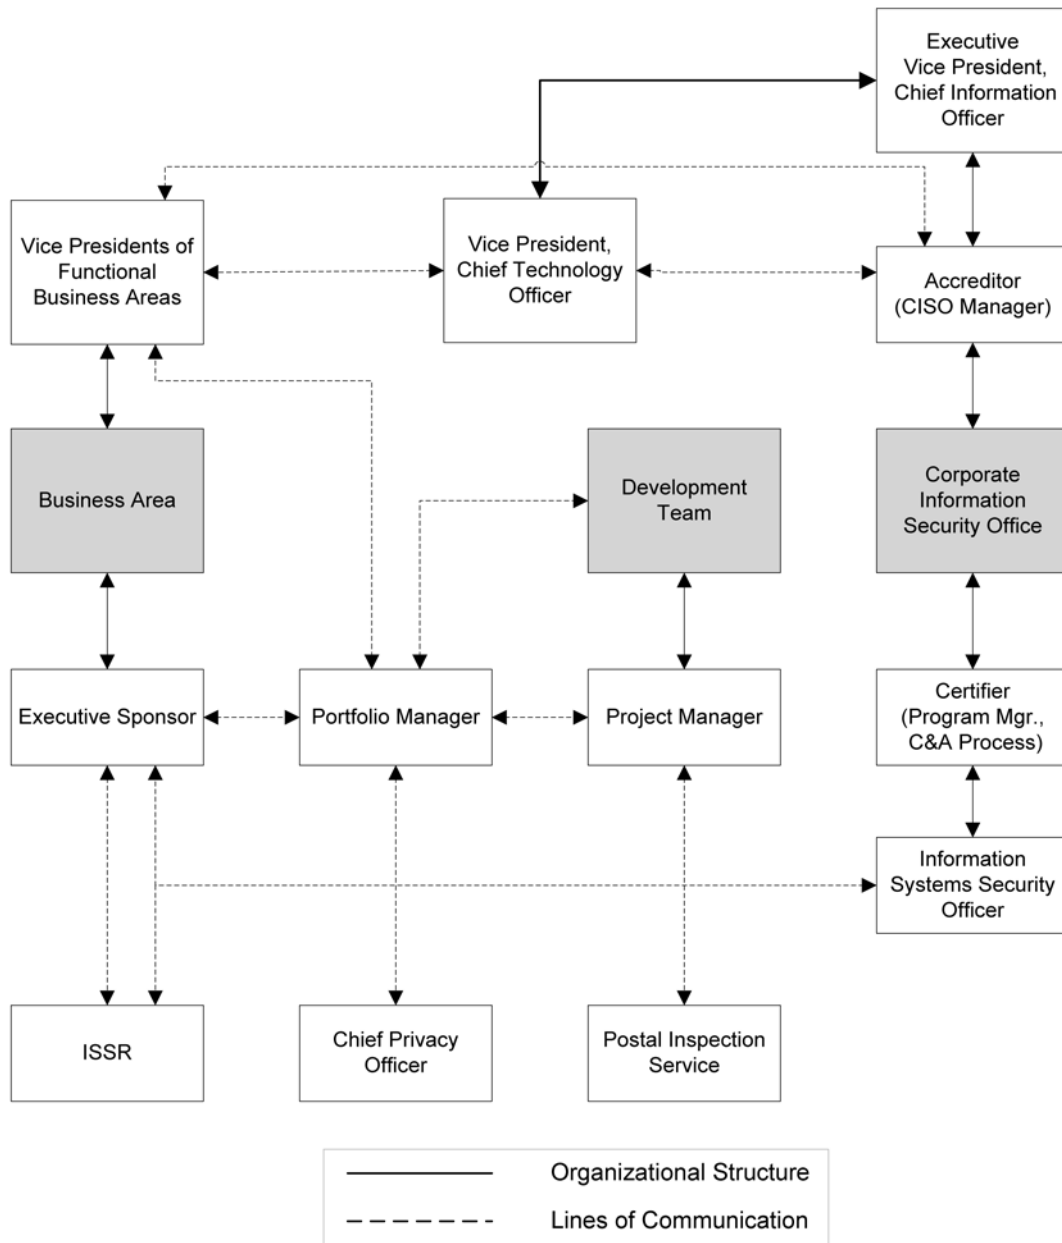 Executive
Vice President,
Chief Information
Officer
Vice Presidents of
Functional
Business Areas
Vice President,
Chief Technology
Officer
Accreditor
(CISO Manager)
Business Area
Development
Team
Corporate
Information
Security Office
Executive Sponsor
Portfolio Manager
Project Manager
Certifier
(Program Mgr.,
C&A Process)
Information
Systems Security
Officer
ISSR
Chief Privacy
Officer
Postal Inspection
Service
Organizational Structure
Lines of Communication